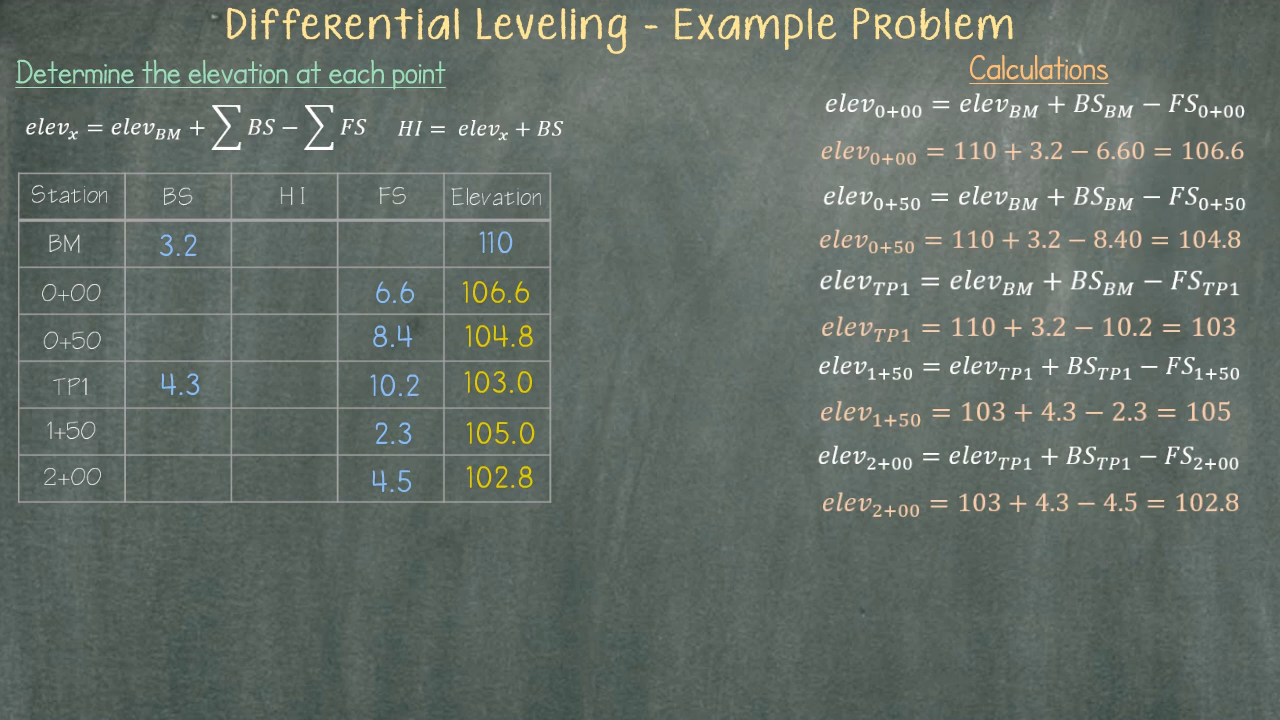 Differential Leveling - Example Problem
Determine the elevation at each point
elev_x = elev_BM + ∑ BS − ∑ FS   HI = elev_x + BS
Station BS HI FS Elevation
BM 3.2 110
0+00 6.6 106.6
0+50 8.4 104.8
TP1 4.3 10.2 103.0
1+50 2.3 105.0
2+00 4.5 102.8
Calculations
elev_0+00 = elev_BM + BS_BM − FS_0+00
elev_0+00 = 110 + 3.2 − 6.60 = 106.6
elev_0+50 = elev_BM + BS_BM − FS_0+50
elev_0+50 = 110 + 3.2 − 8.40 = 104.8
elev_TP1 = elev_BM + BS_BM − FS_TP1
elev_TP1 = 110 + 3.2 − 10.2 = 103
elev_1+50 = elev_TP1 + BS_TP1 − FS_1+50
elev_1+50 = 103 + 4.3 − 2.3 = 105
elev_2+00 = elev_TP1 + BS_TP1 − FS_2+00
elev_2+00 = 103 + 4.3 − 4.5 = 102.8